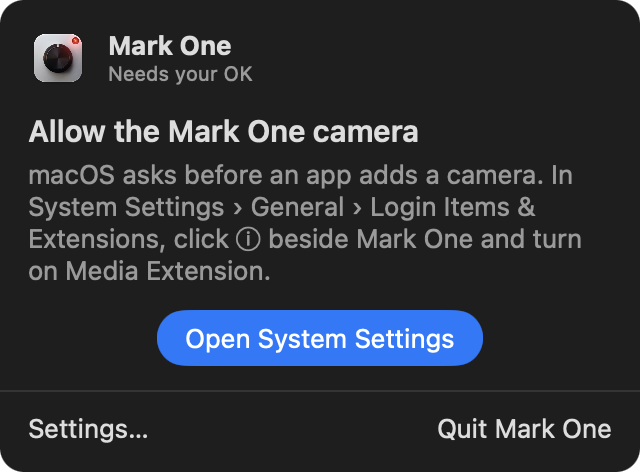 Mark One
Needs your OK
Allow the Mark One camera
macOS asks before an app adds a camera. In
System Settings › General › Login Items &
Extensions, click ⓘ beside Mark One and turn
on Media Extension.
Open System Settings
Settings...
Quit Mark One